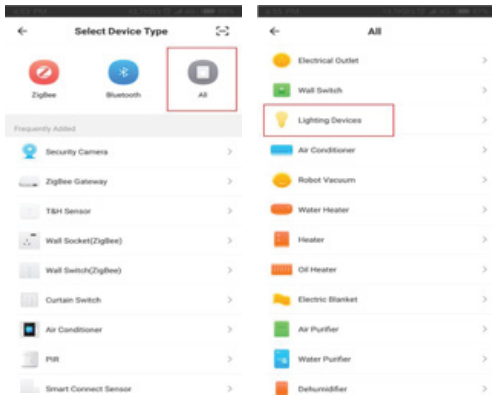 Select Device Type
ZigBee
Bluetooth
All
Frequently Added
Security Camera
ZigBee Gateway
T&H Sensor
Wall Socket(ZigBee)
Wall Switch(ZigBee)
Curtain Switch
Air Conditioner
PIR
Smart Connect Sensor
All
Electrical Outlet
Wall Switch
Lighting Devices
Air Conditioner
Robot Vacuum
Water Heater
Heater
Oil Heater
Electric Blanket
Air Purifier
Water Purifier
Dehumidifier